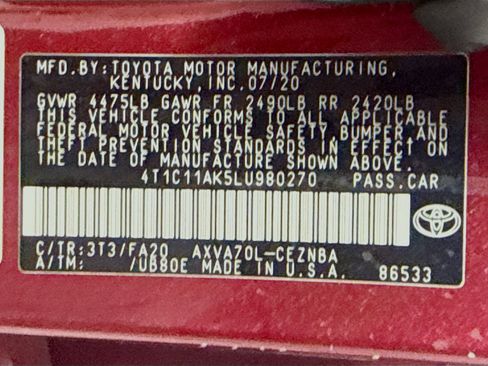 MFD.BY:TOYOTA MOTOR MANUFACTURING,
KENTUCKY,INC.07/20
GVWR 4475LB GAWR FR 2490LB RR 2420LB
THIS VEHICLE CONFORMS TO ALL APPLICABLE
FEDERAL MOTOR VEHICLE SAFETY,BUMPER,AND
THEFT PREVENTION STANDARDS IN EFFECT ON
THE DATE OF MANUFACTURE SHOWN ABOVE.
4T1C11AK5LU980270 PASS.CAR
C/TR:3T3/FA20 AXVA70L-CEZNBA
A/TM: /UB80E MADE IN U.S.A. 86533